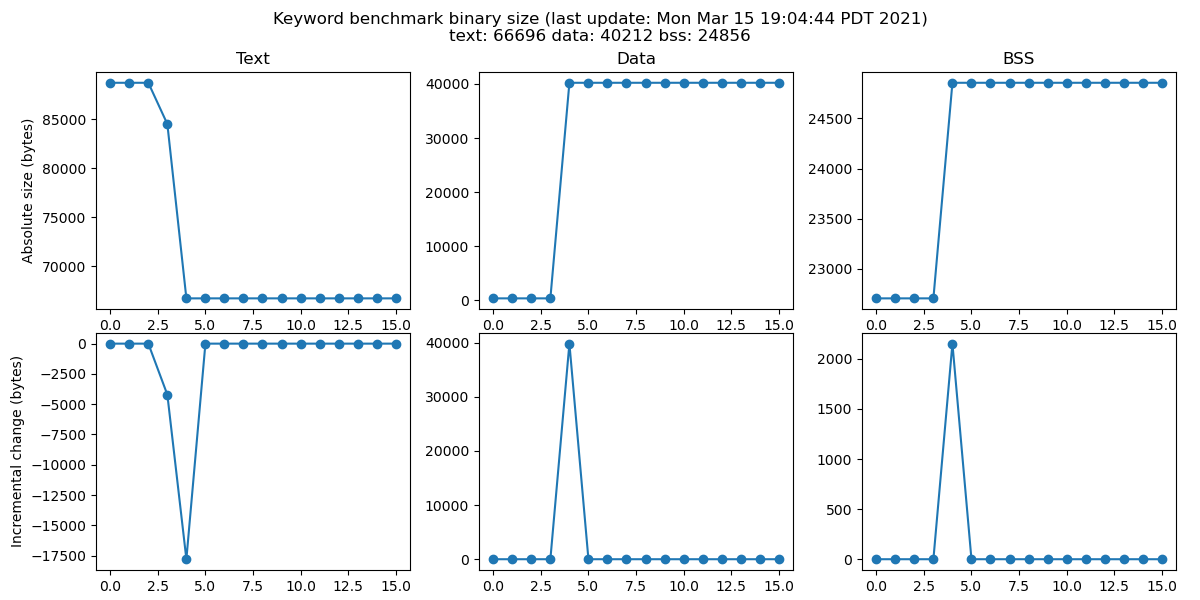 Keyword benchmark binary size (last update: Mon Mar 15 19:04:44 PDT 2021)
text: 66696 data: 40212 bss: 24856
Text
Data
BSS
Absolute size (bytes)
85000
80000
75000
70000
0.0 2.5 5.0 7.5 10.0 12.5 15.0
40000
30000
20000
10000
0
0.0 2.5 5.0 7.5 10.0 12.5 15.0
24500
24000
23500
23000
0.0 2.5 5.0 7.5 10.0 12.5 15.0
Incremental change (bytes)
0
−2500
−5000
−7500
−10000
−12500
−15000
−17500
0.0 2.5 5.0 7.5 10.0 12.5 15.0
40000
30000
20000
10000
0
0.0 2.5 5.0 7.5 10.0 12.5 15.0
2000
1500
1000
500
0
0.0 2.5 5.0 7.5 10.0 12.5 15.0